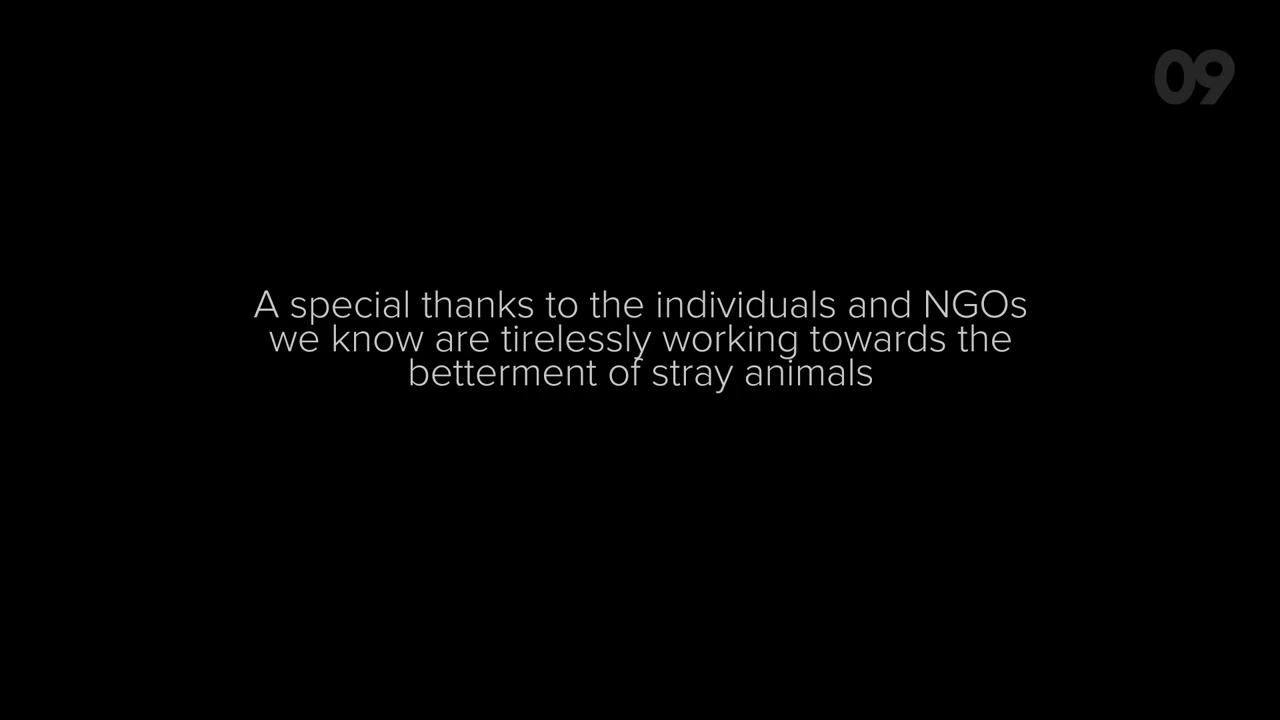 09
A special thanks to the individuals and NGOs
we know are tirelessly working towards the
betterment of stray animals